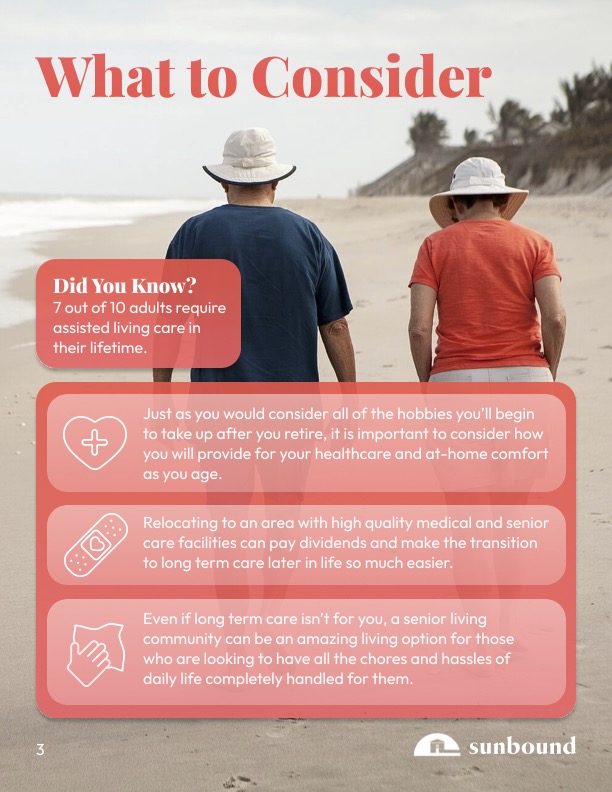 What to Consider
Did You Know?
7 out of 10 adults require
assisted living care in
their lifetime.
Just as you would consider all of the hobbies you’ll begin
to take up after you retire, it is important to consider how
you will provide for your healthcare and at-home comfort
as you age.
Relocating to an area with high quality medical and senior
care facilities can pay dividends and make the transition
to long term care later in life so much easier.
Even if long term care isn’t for you, a senior living
community can be an amazing living option for those
who are looking to have all the chores and hassles of
daily life completely handled for them.
3
sunbound